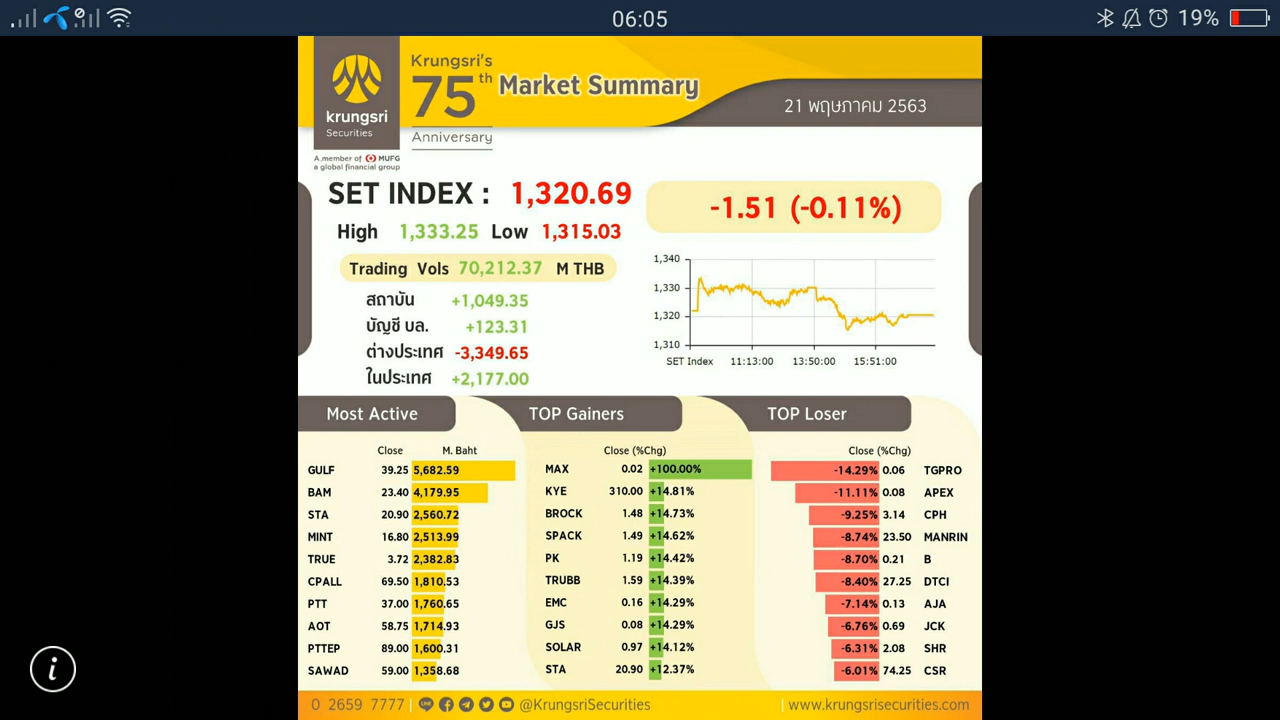 06:05
19%
Krungsri's
75th Market Summary
21 พฤษภาคม 2563
krungsri
Securities
Anniversary
A member of MUFG
a global financial group
SET INDEX : 1,320.69
-1.51 (-0.11%)
High 1,333.25 Low 1,315.03
Trading Vols 70,212.37 M THB
สถาบัน +1,049.35
บัญชี บล. +123.31
ต่างประเทศ -3,349.65
ในประเทศ +2,177.00
1,340
1,330
1,320
1,310
SET Index 11:13:00 13:50:00 15:51:00
Most Active
Close M. Baht
GULF 39.25 5,682.59
BAM 23.40 4,179.95
STA 20.90 2,560.72
MINT 16.80 2,513.99
TRUE 3.72 2,382.83
CPALL 69.50 1,810.53
PTT 37.00 1,760.65
AOT 58.75 1,714.93
PTTEP 89.00 1,600.31
SAWAD 59.00 1,358.68
TOP Gainers
Close (%Chg)
MAX 0.02 +100.00%
KYE 310.00 +14.81%
BROCK 1.48 +14.73%
SPACK 1.49 +14.62%
PK 1.19 +14.42%
TRUBB 1.59 +14.39%
EMC 0.16 +14.29%
GJS 0.08 +14.29%
SOLAR 0.97 +14.12%
STA 20.90 +12.37%
TOP Loser
Close (%Chg)
-14.29% 0.06 TGPRO
-11.11% 0.08 APEX
-9.25% 3.14 CPH
-8.74% 23.50 MANRIN
-8.70% 0.21 B
-8.40% 27.25 DTCI
-7.14% 0.13 AJA
-6.76% 0.69 JCK
-6.31% 2.08 SHR
-6.01% 74.25 CSR
i
0 2659 7777 | LINE @KrungsriSecurities | www.krungsrisecurities.com